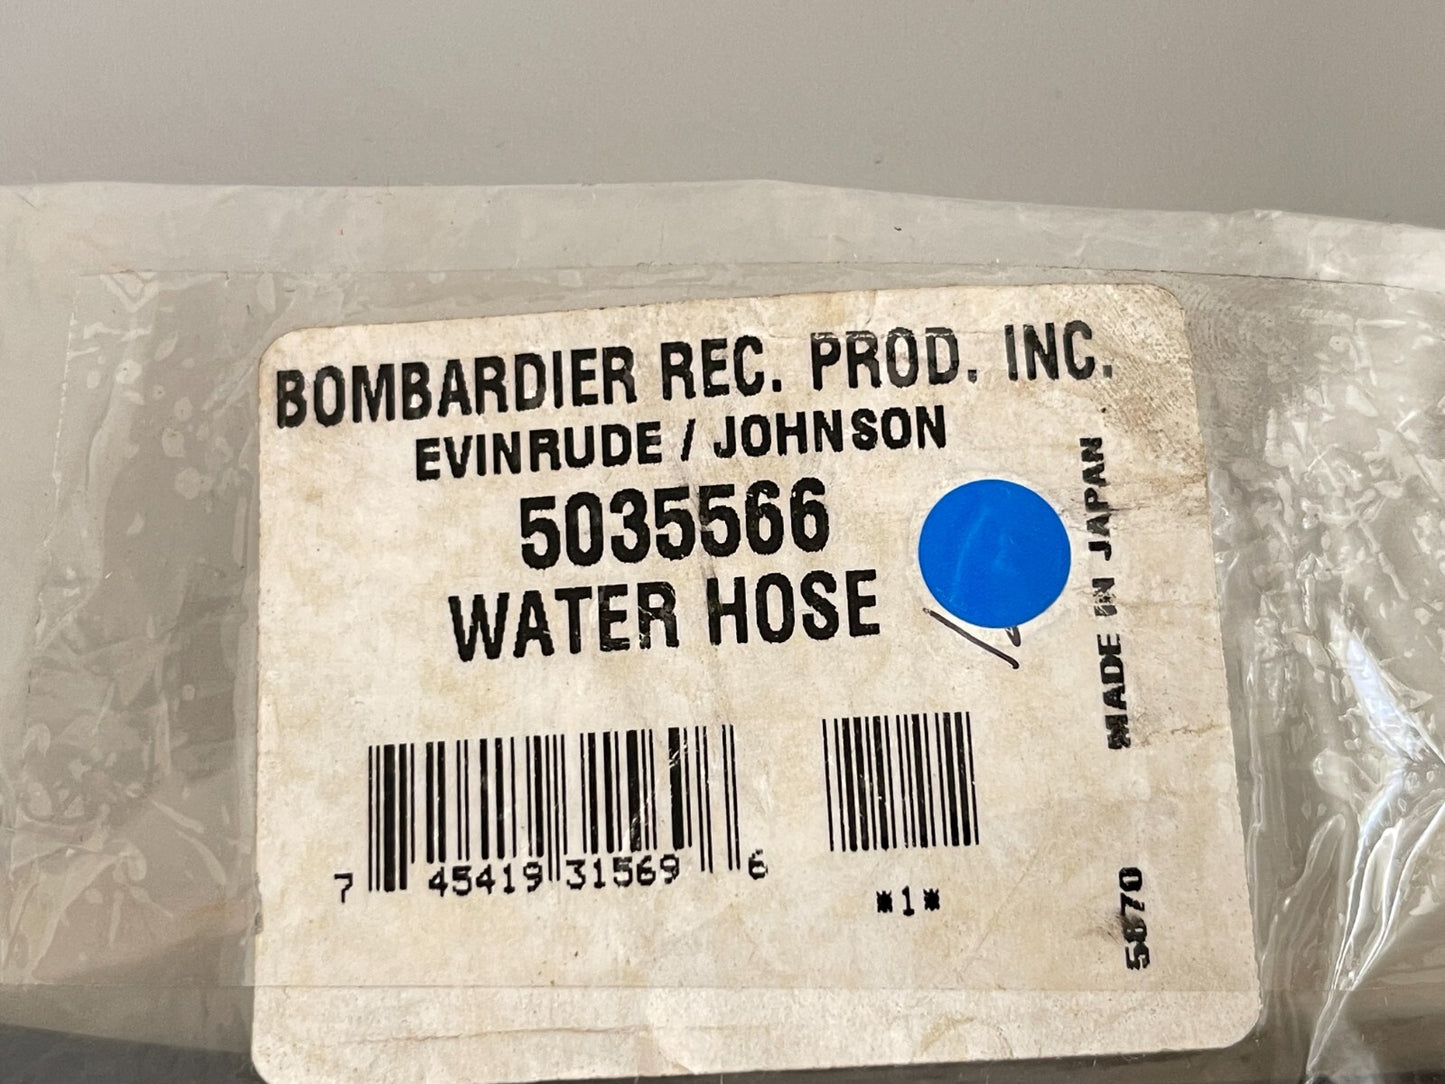 BOMBARDIER REC. PROD. INC.
EVINRUDE / JOHNSON
5035566
WATER HOSE
7 45419 31569 6
*1*
MADE IN JAPAN
5870